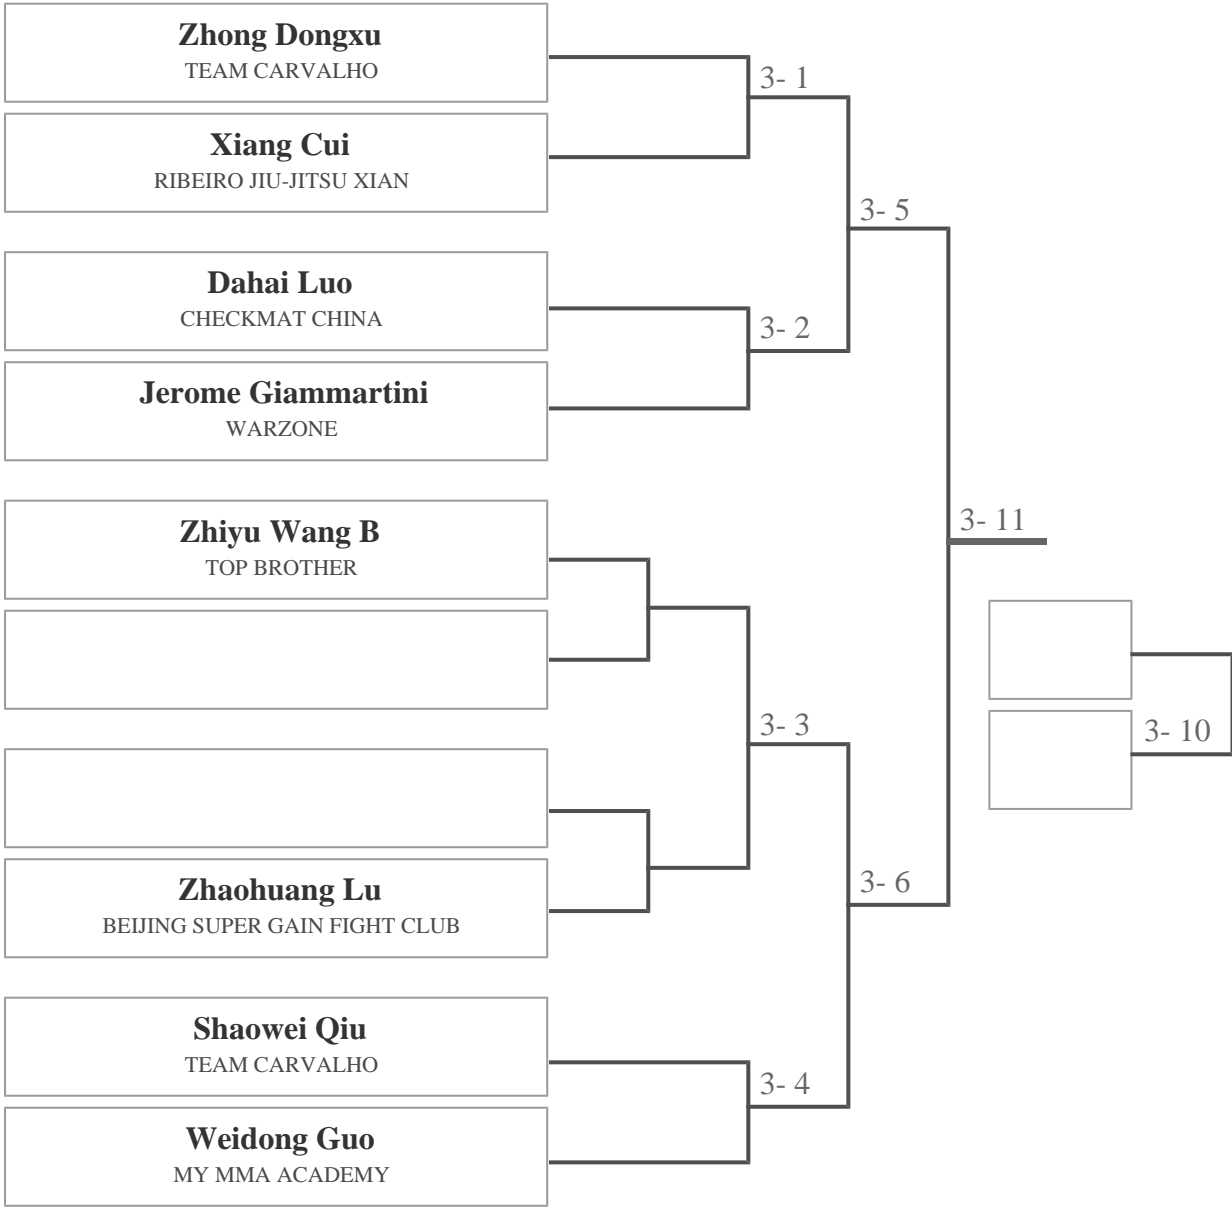 Zhong Dongxu
TEAM CARVALHO
3- 1
Xiang Cui
RIBEIRO JIU-JITSU XIAN
3- 5
Dahai Luo
CHECKMAT CHINA
3- 2
Jerome Giammartini
WARZONE
Zhiyu Wang B
TOP BROTHER
3- 11
3- 3
3- 10
Zhaohuang Lu
BEIJING SUPER GAIN FIGHT CLUB
3- 6
Shaowei Qiu
TEAM CARVALHO
3- 4
Weidong Guo
MY MMA ACADEMY